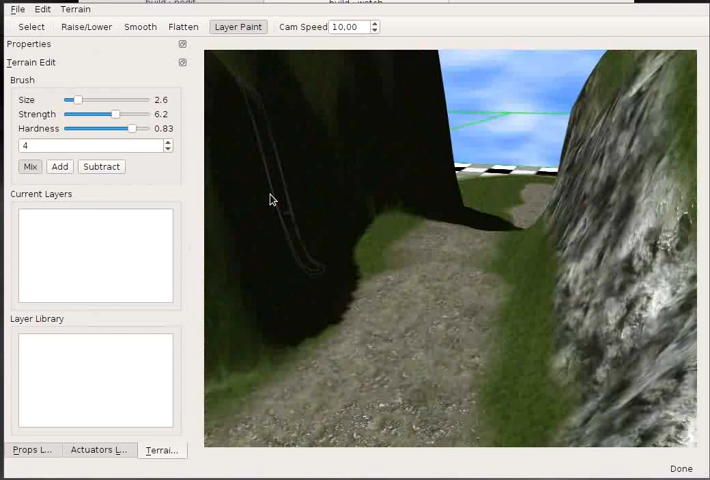 File Edit Terrain
Select Raise/Lower Smooth Flatten Layer Paint Cam Speed 10,00
Properties
Terrain Edit
Brush
Size 2.6
Strength 6.2
Hardness 0.83
4
Mix Add Subtract
Current Layers
Layer Library
Props L... Actuators L... Terrai...
Done